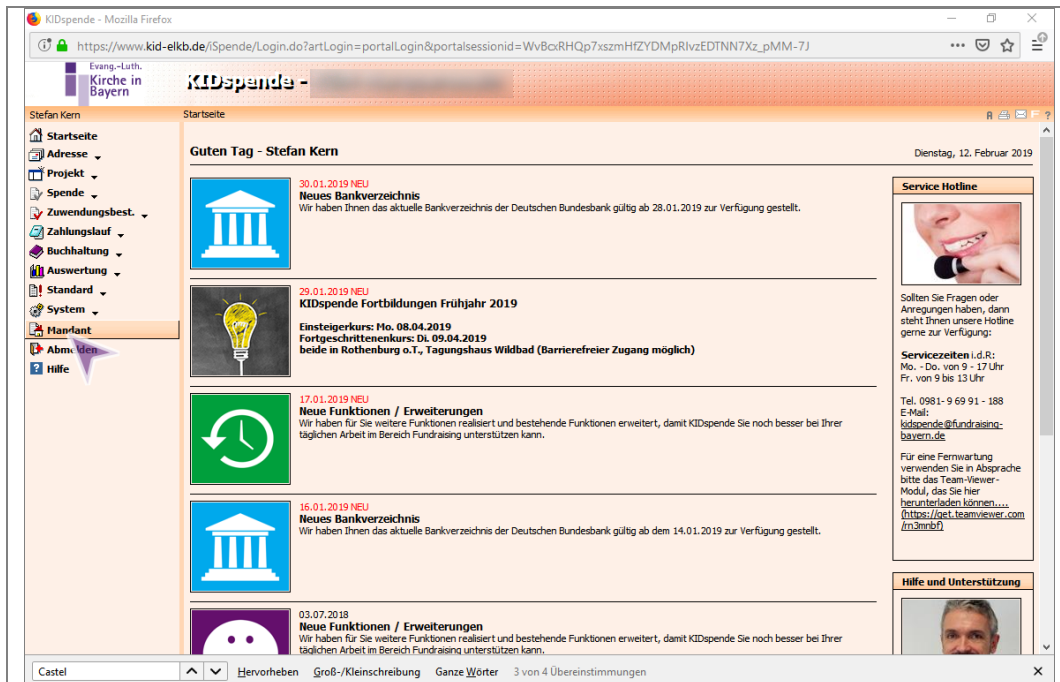 KIDspende - Mozilla Firefox
https://www.kid-elkb.de/iSpende/Login.do?artLogin=portalLogin&portalsessionid=WvBcxRHQp7xszmHfZYDMpRIvzEDTNN7Xz_pMM-7J
Evang.-Luth.
Kirche in
Bayern
KIDspende -
Stefan Kern
Startseite
Startseite
Adresse
Projekt
Spende
Zuwendungsbest.
Zahlungslauf
Buchhaltung
Auswertung
Standard
System
Mandant
Abmelden
Hilfe
Guten Tag - Stefan Kern
Dienstag, 12. Februar 2019
30.01.2019 NEU
Neues Bankverzeichnis
Wir haben Ihnen das aktuelle Bankverzeichnis der Deutschen Bundesbank gültig ab 28.01.2019 zur Verfügung gestellt.
29.01.2019 NEU
KIDspende Fortbildungen Frühjahr 2019
Einsteigerkurs: Mo. 08.04.2019
Fortgeschrittenenkurs: Di. 09.04.2019
beide in Rothenburg o.T., Tagungshaus Wildbad (Barrierefreier Zugang möglich)
17.01.2019 NEU
Neue Funktionen / Erweiterungen
Wir haben für Sie weitere Funktionen realisiert und bestehende Funktionen erweitert, damit KIDspende Sie noch besser bei Ihrer
täglichen Arbeit im Bereich Fundraising unterstützen kann.
16.01.2019 NEU
Neues Bankverzeichnis
Wir haben Ihnen das aktuelle Bankverzeichnis der Deutschen Bundesbank gültig ab dem 14.01.2019 zur Verfügung gestellt.
03.07.2018
Neue Funktionen / Erweiterungen
Wir haben für Sie weitere Funktionen realisiert und bestehende Funktionen erweitert, damit KIDspende Sie noch besser bei Ihrer
täglichen Arbeit im Bereich Fundraising unterstützen kann.
Service Hotline
Sollten Sie Fragen oder
Anregungen haben, dann
steht Ihnen unsere Hotline
gerne zur Verfügung:
Servicezeiten i.d.R:
Mo. - Do. von 9 - 17 Uhr
Fr. von 9 bis 13 Uhr
Tel. 0981- 9 69 91 - 188
E-Mail:
kidspende@fundraising-
bayern.de
Für eine Fernwartung
verwenden Sie in Absprache
bitte das Team-Viewer-
Modul, das Sie hier
herunterladen können....
(https://get.teamviewer.com
/rn3mnbf)
Hilfe und Unterstützung
Castel
Hervorheben Groß-/Kleinschreibung Ganze Wörter 3 von 4 Übereinstimmungen